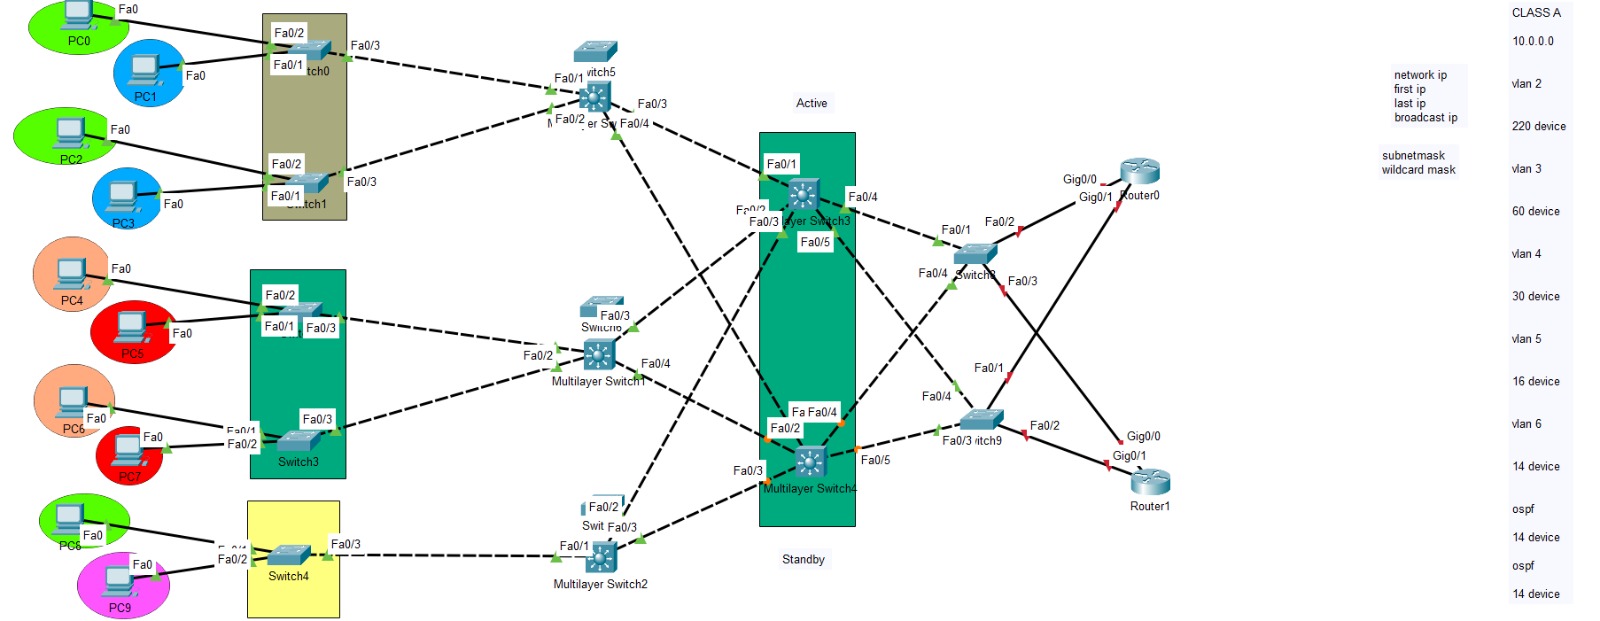 Fa0
PC0
Fa0/2
Fa0/1
tch0
Fa0/3
PC1
Fa0
PC2
Fa0
Fa0/2
Fa0/1
Switch1
Fa0/3
PC3
Fa0
PC4
Fa0
Fa0/2
Fa0/1
Fa0/3
PC5
Fa0
PC6
Fa0
Fa0/1
Fa0/2
Fa0/3
Switch3
PC7
Fa0
PC8
Fa0
Fa0/2
Fa0/3
Switch4
PC9
Fa0
witch5
Fa0/1
Fa0/2
er Sw
Fa0/3
Fa0/4
Switch6
Fa0/3
Fa0/2
Fa0/4
Multilayer Switch1
Fa0/2
Swit
Fa0/3
Fa0/1
Multilayer Switch2
Active
Fa0/1
Fa0/2
Fa0/3
ayer Switch3
Fa0/4
Fa0/5
Fa
Fa0/4
Fa0/2
Fa0/3
Fa0/5
Multilayer Switch4
Standby
Fa0/1
Fa0/2
Fa0/4
Fa0/3
Fa0/1
Fa0/4
Fa0/2
Fa0/3
itch9
Gig0/0
Gig0/1
Router0
Gig0/0
Gig0/1
Router1
network ip
first ip
last ip
broadcast ip
subnetmask
wildcard mask
CLASS A
10.0.0.0
vlan 2
220 device
vlan 3
60 device
vlan 4
30 device
vlan 5
16 device
vlan 6
14 device
ospf
14 device
ospf
14 device